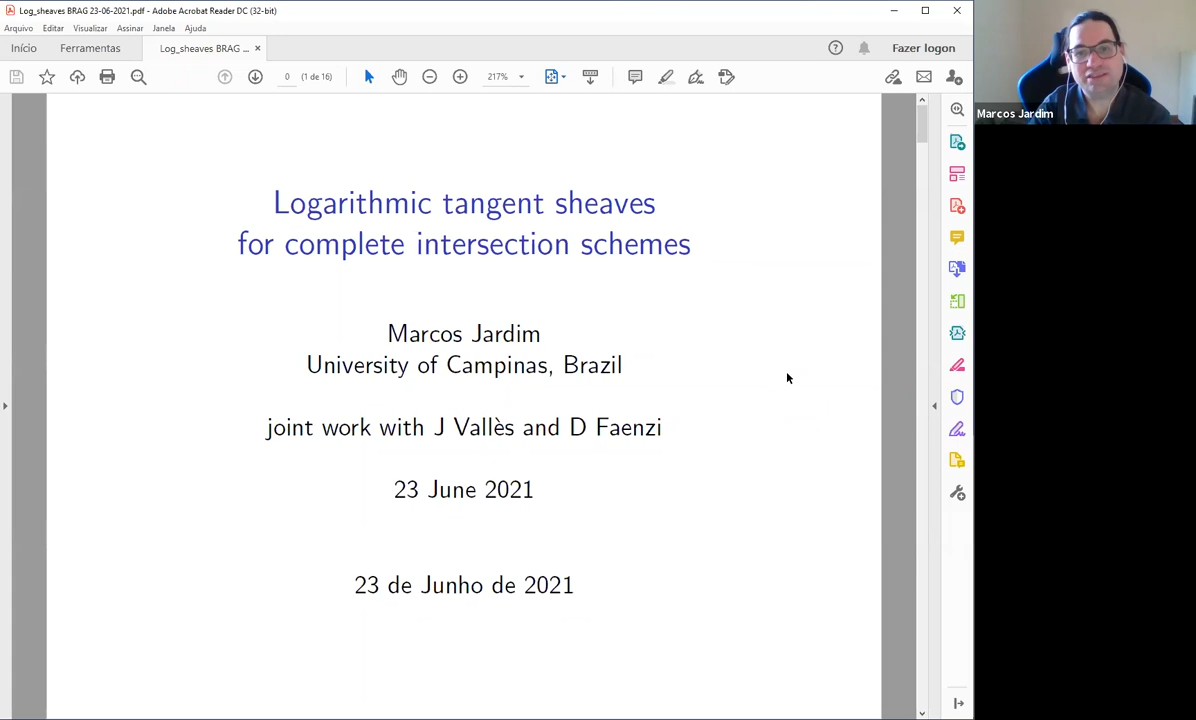 Log_sheaves BRAG 23-06-2021.pdf - Adobe Acrobat Reader DC (32-bit)
Arquivo Editar Visualizar Assinar Janela Ajuda
Início Ferramentas Log_sheaves BRAG ... × Fazer logon
0 (1 de 16) 217%
Logarithmic tangent sheaves
for complete intersection schemes
Marcos Jardim
University of Campinas, Brazil
joint work with J Vallès and D Faenzi
23 June 2021
23 de Junho de 2021
Marcos Jardim